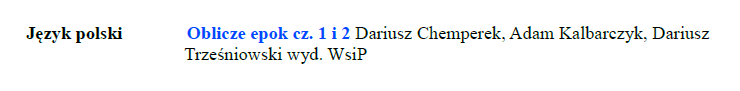 Język polski Oblicze epok cz. 1 i 2 Dariusz Chemperek, Adam Kalbarczyk, Dariusz
Trześniowski wyd. WsiP